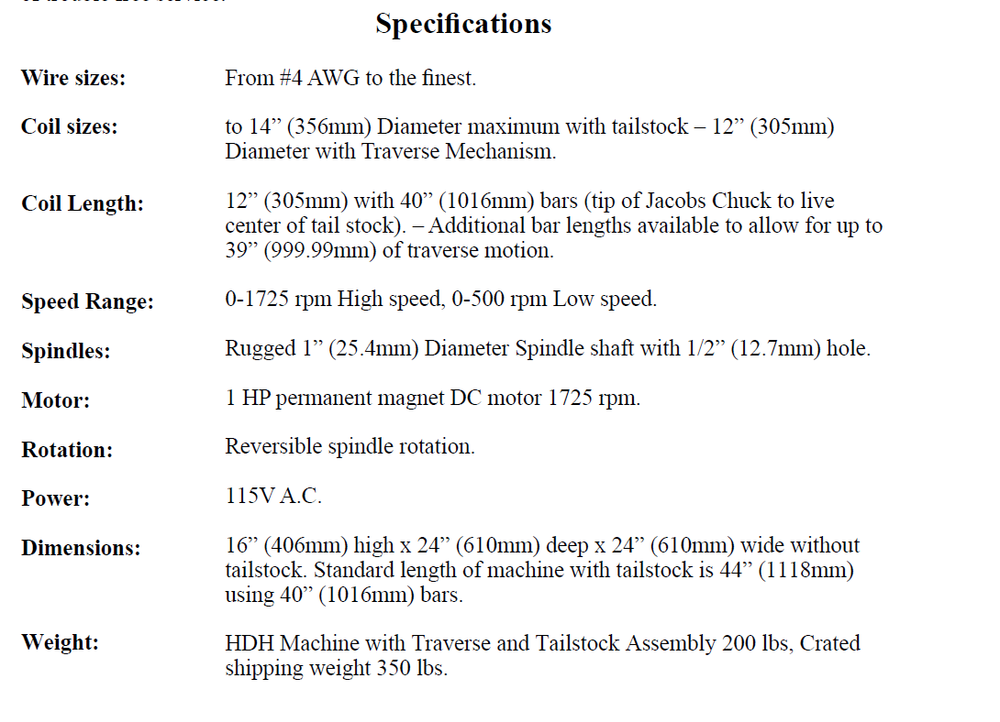 Specifications
Wire sizes: From #4 AWG to the finest.
Coil sizes: to 14” (356mm) Diameter maximum with tailstock – 12” (305mm)
Diameter with Traverse Mechanism.
Coil Length: 12” (305mm) with 40” (1016mm) bars (tip of Jacobs Chuck to live
center of tail stock). – Additional bar lengths available to allow for up to
39” (999.99mm) of traverse motion.
Speed Range: 0-1725 rpm High speed, 0-500 rpm Low speed.
Spindles: Rugged 1” (25.4mm) Diameter Spindle shaft with 1/2” (12.7mm) hole.
Motor: 1 HP permanent magnet DC motor 1725 rpm.
Rotation: Reversible spindle rotation.
Power: 115V A.C.
Dimensions: 16” (406mm) high x 24” (610mm) deep x 24” (610mm) wide without
tailstock. Standard length of machine with tailstock is 44” (1118mm)
using 40” (1016mm) bars.
Weight: HDH Machine with Traverse and Tailstock Assembly 200 lbs, Crated
shipping weight 350 lbs.